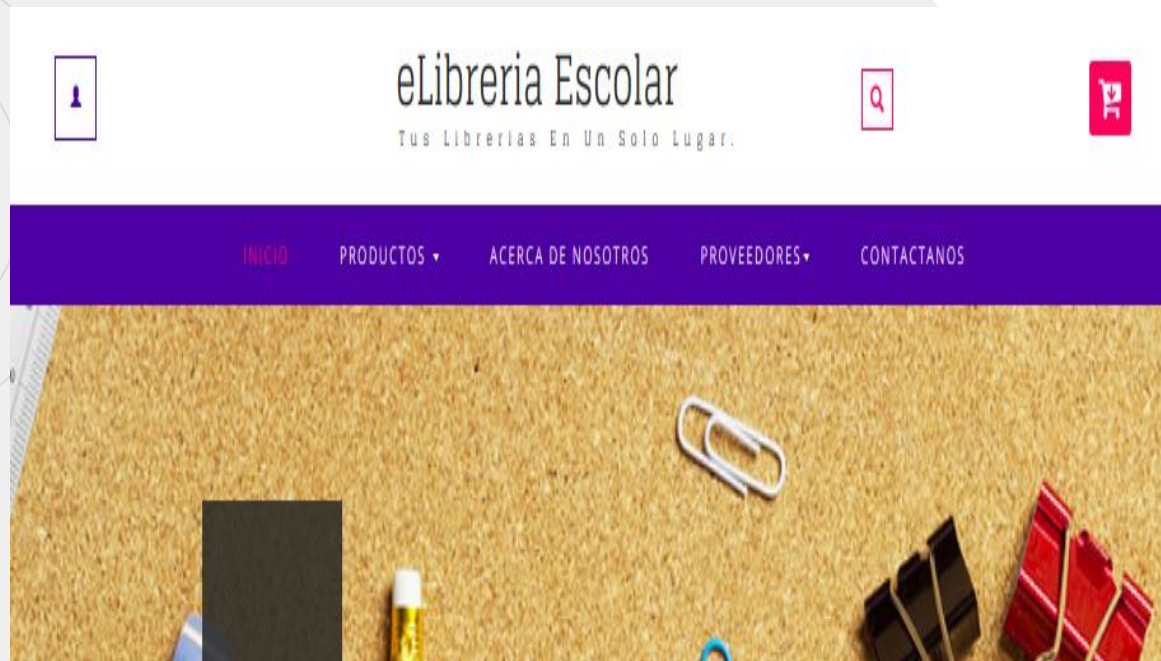 eLibreria Escolar
Tus Librerias En Un Solo Lugar.
INICIO PRODUCTOS ▾ ACERCA DE NOSOTROS PROVEEDORES ▾ CONTACTANOS